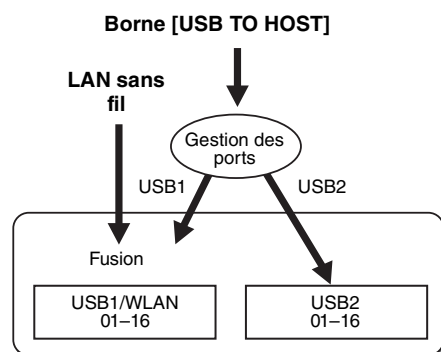 Borne [USB TO HOST]
LAN sans
fil
Gestion des
ports
USB1
USB2
Fusion
USB1/WLAN
01–16
USB2
01–16